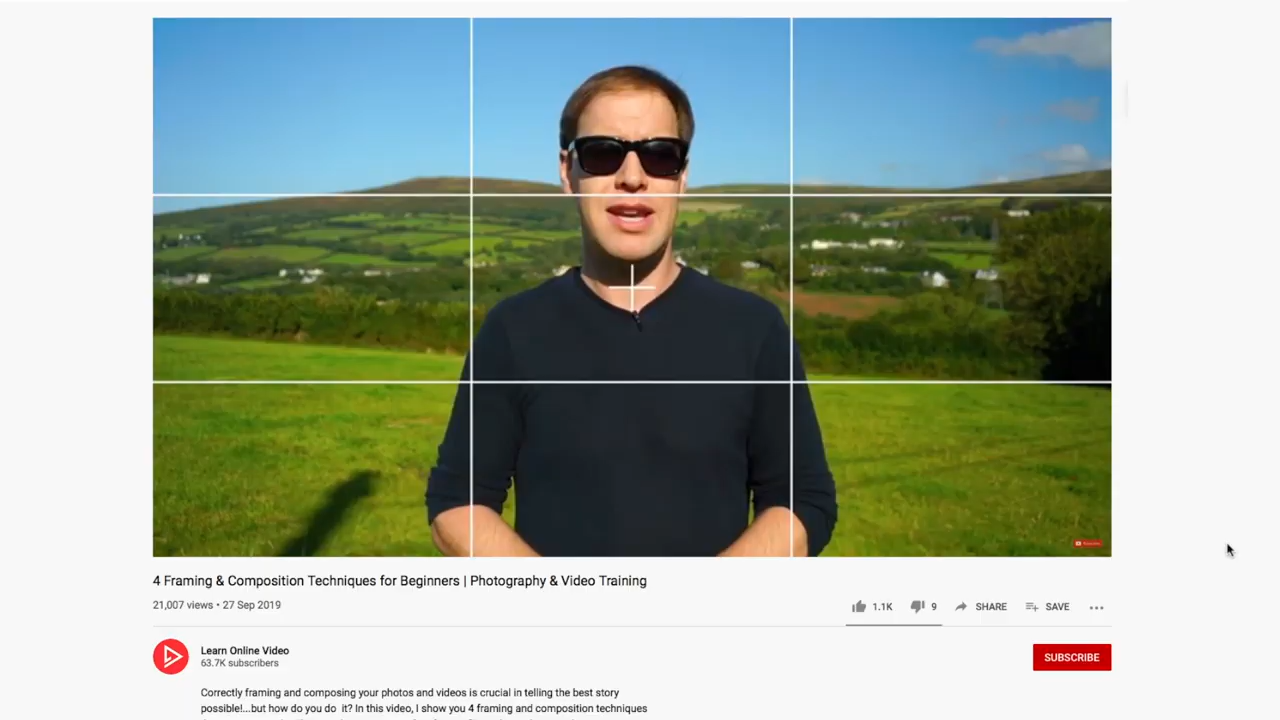 4 Framing & Composition Techniques for Beginners | Photography & Video Training
21,007 views • 27 Sep 2019
1.1K
9
SHARE
SAVE
Learn Online Video
63.7K subscribers
SUBSCRIBE
Correctly framing and composing your photos and videos is crucial in telling the best story
possible!...but how do you do it? In this video, I show you 4 framing and composition techniques